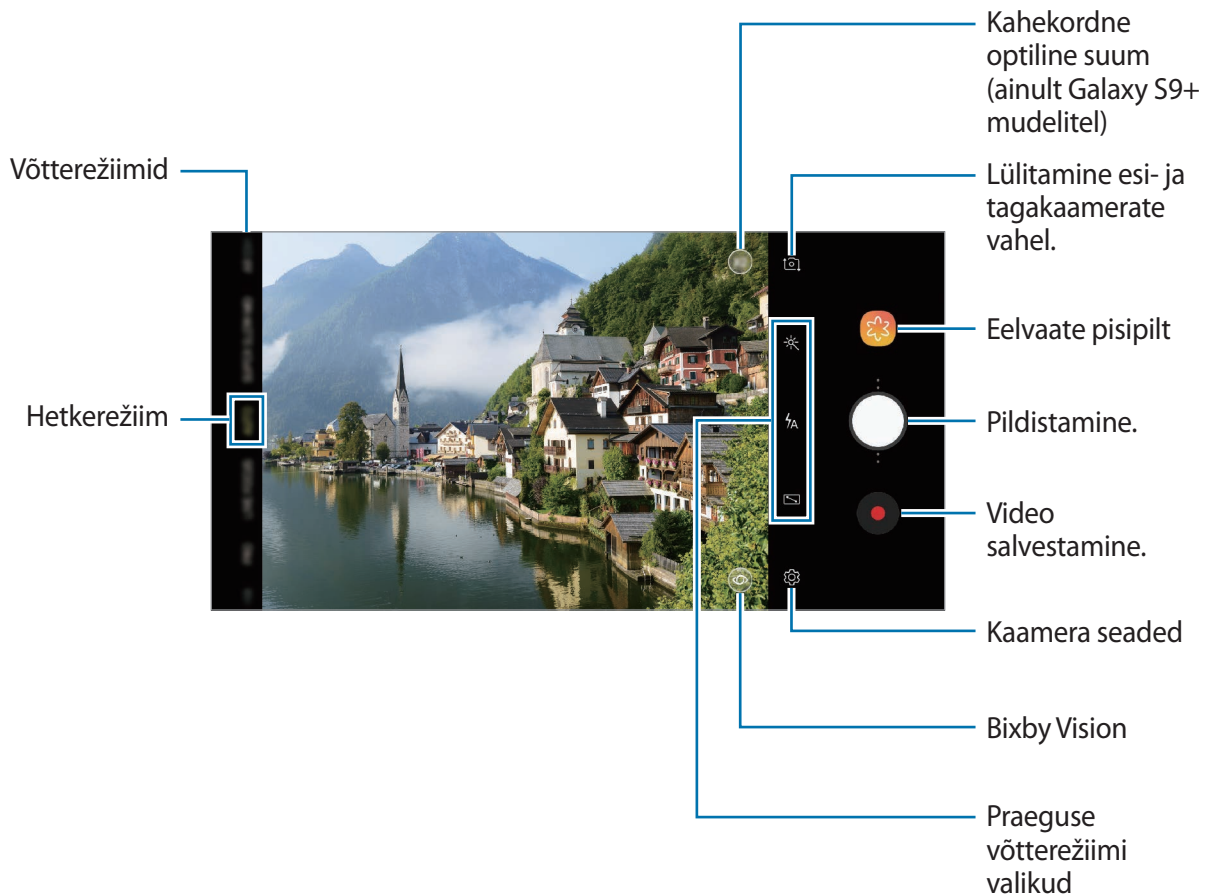 Kahekordne
optiline suum
(ainult Galaxy S9+
mudelitel)
Võtterežiimid
Lülitamine esi- ja
tagakaamerate
vahel.
Eelvaate pisipilt
Hetkerežiim
Pildistamine.
Video
salvestamine.
Kaamera seaded
Bixby Vision
Praeguse
võtterežiimi
valikud